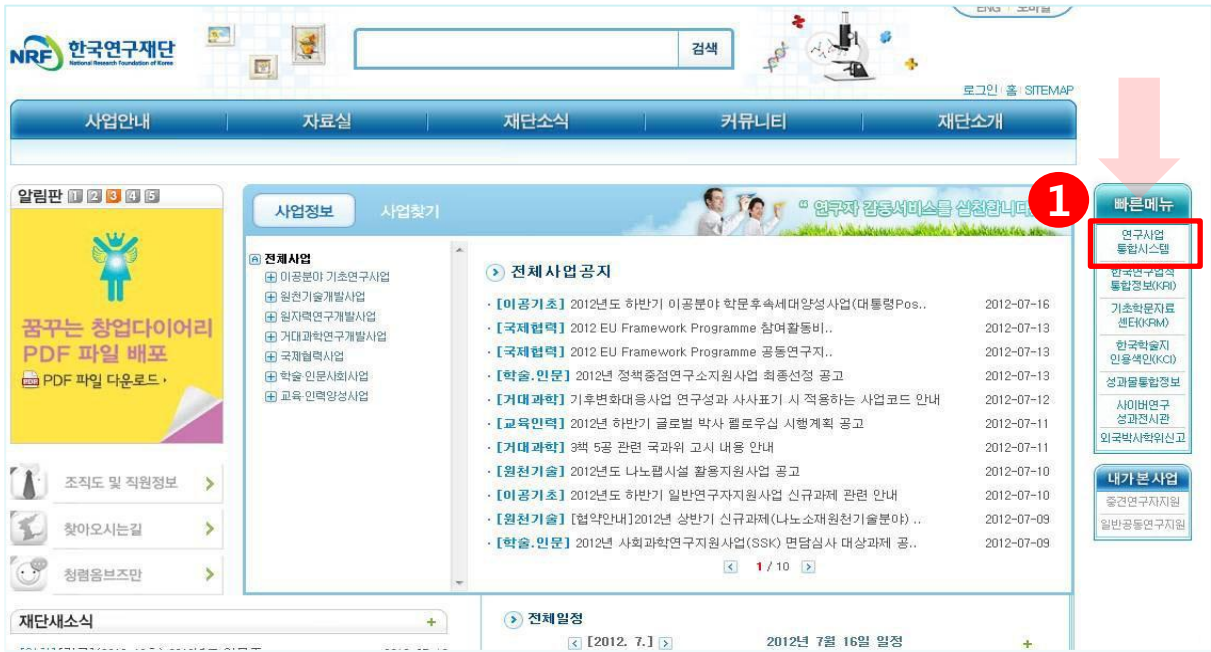 ENG 모바일
NRF 한국연구재단
National Research Foundation of Korea
검색
로그인 홈 SITEMAP
사업안내 자료실 재단소식 커뮤니티 재단소개
알림판 1 2 3 4 5
꿈꾸는 창업다이어리
PDF 파일 배포
PDF 파일 다운로드
조직도 및 직원정보
찾아오시는길
청렴옴브즈만
사업정보 사업찾기
“ 연구자 감동서비스를 실천합니다.
전체사업
이공분야 기초연구사업
원천기술개발사업
원자력연구개발사업
거대과학연구개발사업
국제협력사업
학술·인문사회사업
교육·인력양성사업
전체사업공지
· [이공기초] 2012년도 하반기 이공분야 학문후속세대양성사업(대통령Pos.. 2012-07-16
· [국제협력] 2012 EU Framework Programme 참여활동비.. 2012-07-13
· [국제협력] 2012 EU Framework Programme 공동연구지.. 2012-07-13
· [학술.인문] 2012년 정책중점연구소지원사업 최종선정 공고 2012-07-13
· [거대과학] 기후변화대응사업 연구성과 사사표기 시 적용하는 사업코드 안내 2012-07-12
· [교육인력] 2012년 하반기 글로벌 박사 펠로우십 시행계획 공고 2012-07-11
· [거대과학] 3책 5공 관련 국과위 고시 내용 안내 2012-07-11
· [원천기술] 2012년도 나노팹시설 활용지원사업 공고 2012-07-10
· [이공기초] 2012년도 하반기 일반연구자지원사업 신규과제 관련 안내 2012-07-10
· [원천기술] [협약안내]2012년 상반기 신규과제(나노소재원천기술분야) .. 2012-07-09
· [학술.인문] 2012년 사회과학연구지원사업(SSK) 면담심사 대상과제 공.. 2012-07-09
1 / 10
1
빠른메뉴
연구사업
통합시스템
한국연구업적
통합정보(KRI)
기초학문자료
센터(KRM)
한국학술지
인용색인(KCI)
성과물통합정보
사이버연구
성과전시관
외국박사학위신고
내가 본 사업
중견연구자지원
일반공동연구지원
재단새소식 +
전체일정
[2012. 7.] 2012년 7월 16일 일정 +